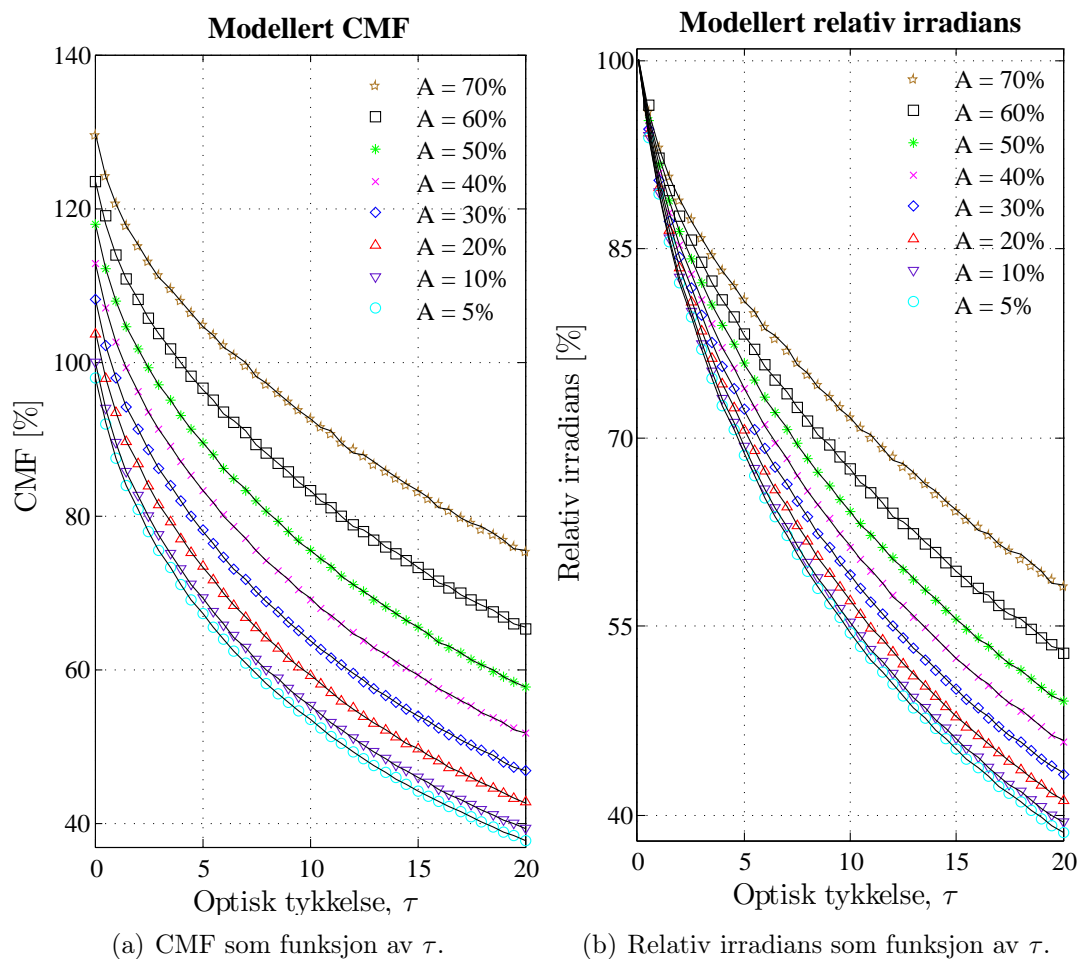 Modellert CMF
140
120
100
80
60
40
CMF [%]
A = 70%
A = 60%
A = 50%
A = 40%
A = 30%
A = 20%
A = 10%
A = 5%
0 5 10 15 20
Optisk tykkelse, τ
(a) CMF som funksjon av τ.
Modellert relativ irradians
100
85
70
55
40
Relativ irradians [%]
A = 70%
A = 60%
A = 50%
A = 40%
A = 30%
A = 20%
A = 10%
A = 5%
0 5 10 15 20
Optisk tykkelse, τ
(b) Relativ irradians som funksjon av τ.